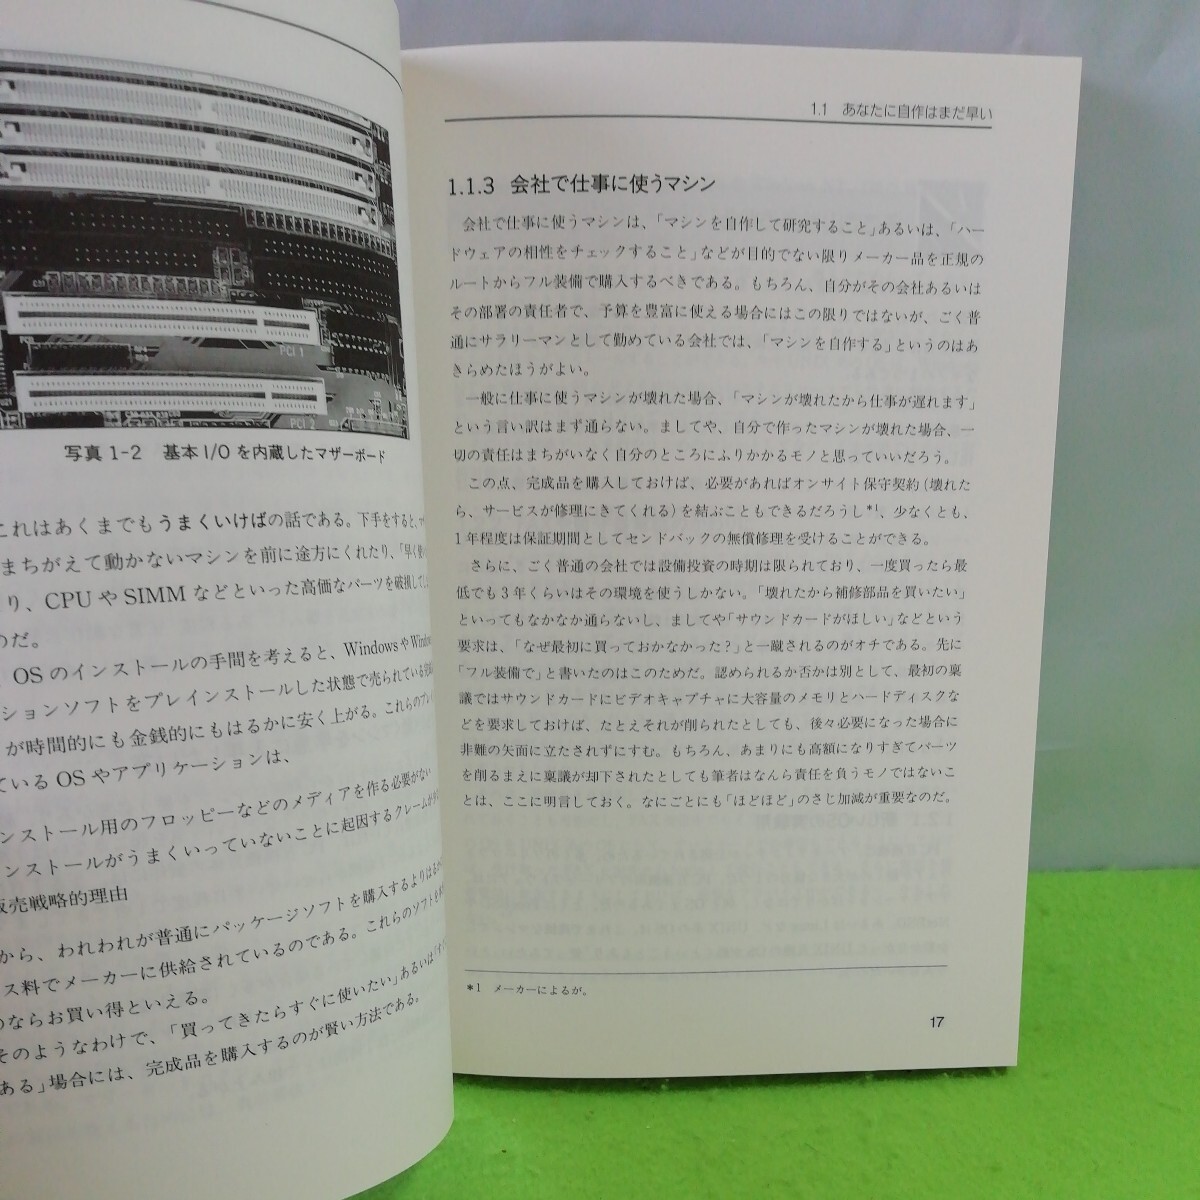 PCI 1
PCI 2
写真 1-2 基本 I/O を内蔵したマザーボード
これはあくまでもうまくいけばの話である。下手をすると、
まちがえて動かないマシンを前に途方にくれたり、「早く
り、CPU や SIMM などといった高価なパーツを破損して
のだ。
OS のインストールの手間を考えると、Windows や
ションソフトをプレインストールした状態で売られている
が時間的にも金銭的にもはるかに安く上がる。これらのプレ
ている OS やアプリケーションは、
ンストール用のフロッピーなどのメディアを作る必要がない
ンストールがうまくいっていないことに起因するクレームが
販売戦略的理由
から、われわれが普通にパッケージソフトを購入するよりは
ス料でメーカーに供給されているのである。これらのソフトを
のならお買い得といえる。
そのようなわけで、「買ってきたらすぐに使いたい」あるいは
ある」場合には、完成品を購入するのが賢い方法である。
1.1 あなたに自作はまだ早い
1.1.3 会社で仕事に使うマシン
会社で仕事に使うマシンは、「マシンを自作して研究すること」あるいは、「ハー
ドウェアの相性をチェックすること」などが目的でない限りメーカー品を正規の
ルートからフル装備で購入するべきである。もちろん、自分がその会社あるいは
その部署の責任者で、予算を豊富に使える場合にはこの限りではないが、ごく普
通にサラリーマンとして勤めている会社では、「マシンを自作する」というのはあ
きらめたほうがよい。
一般に仕事に使うマシンが壊れた場合、「マシンが壊れたから仕事が遅れます」
という言い訳はまず通らない。ましてや、自分で作ったマシンが壊れた場合、一
切の責任はまちがいなく自分のところにふりかかるモノと思っていいだろう。
この点、完成品を購入しておけば、必要があればオンサイト保守契約(壊れた
ら、サービスが修理にきてくれる)を結ぶこともできるだろうし*1、少なくとも、
1 年程度は保証期間としてセンドバックの無償修理を受けることができる。
さらに、ごく普通の会社では設備投資の時期は限られており、一度買ったら最
低でも 3 年くらいはその環境を使うしかない。「壊れたから補修部品を買いたい」
といってもなかなか通らないし、ましてや「サウンドカードがほしい」などという
要求は、「なぜ最初に買っておかなかった?」と一蹴されるのがオチである。先に
「フル装備で」と書いたのはこのためだ。認められるか否かは別として、最初の稟
議ではサウンドカードにビデオキャプチャに大容量のメモリとハードディスクな
どを要求しておけば、たとえそれが削られたとしても、後々必要になった場合に
非難の矢面に立たされずにすむ。もちろん、あまりにも高額になりすぎてパーツ
を削るまえに稟議が却下されたとしても筆者はなんら責任を負うモノではないこ
とは、ここに明言しておく。なにごとにも「ほどほど」のさじ加減が重要なのだ。
*1 メーカーによるが。
17